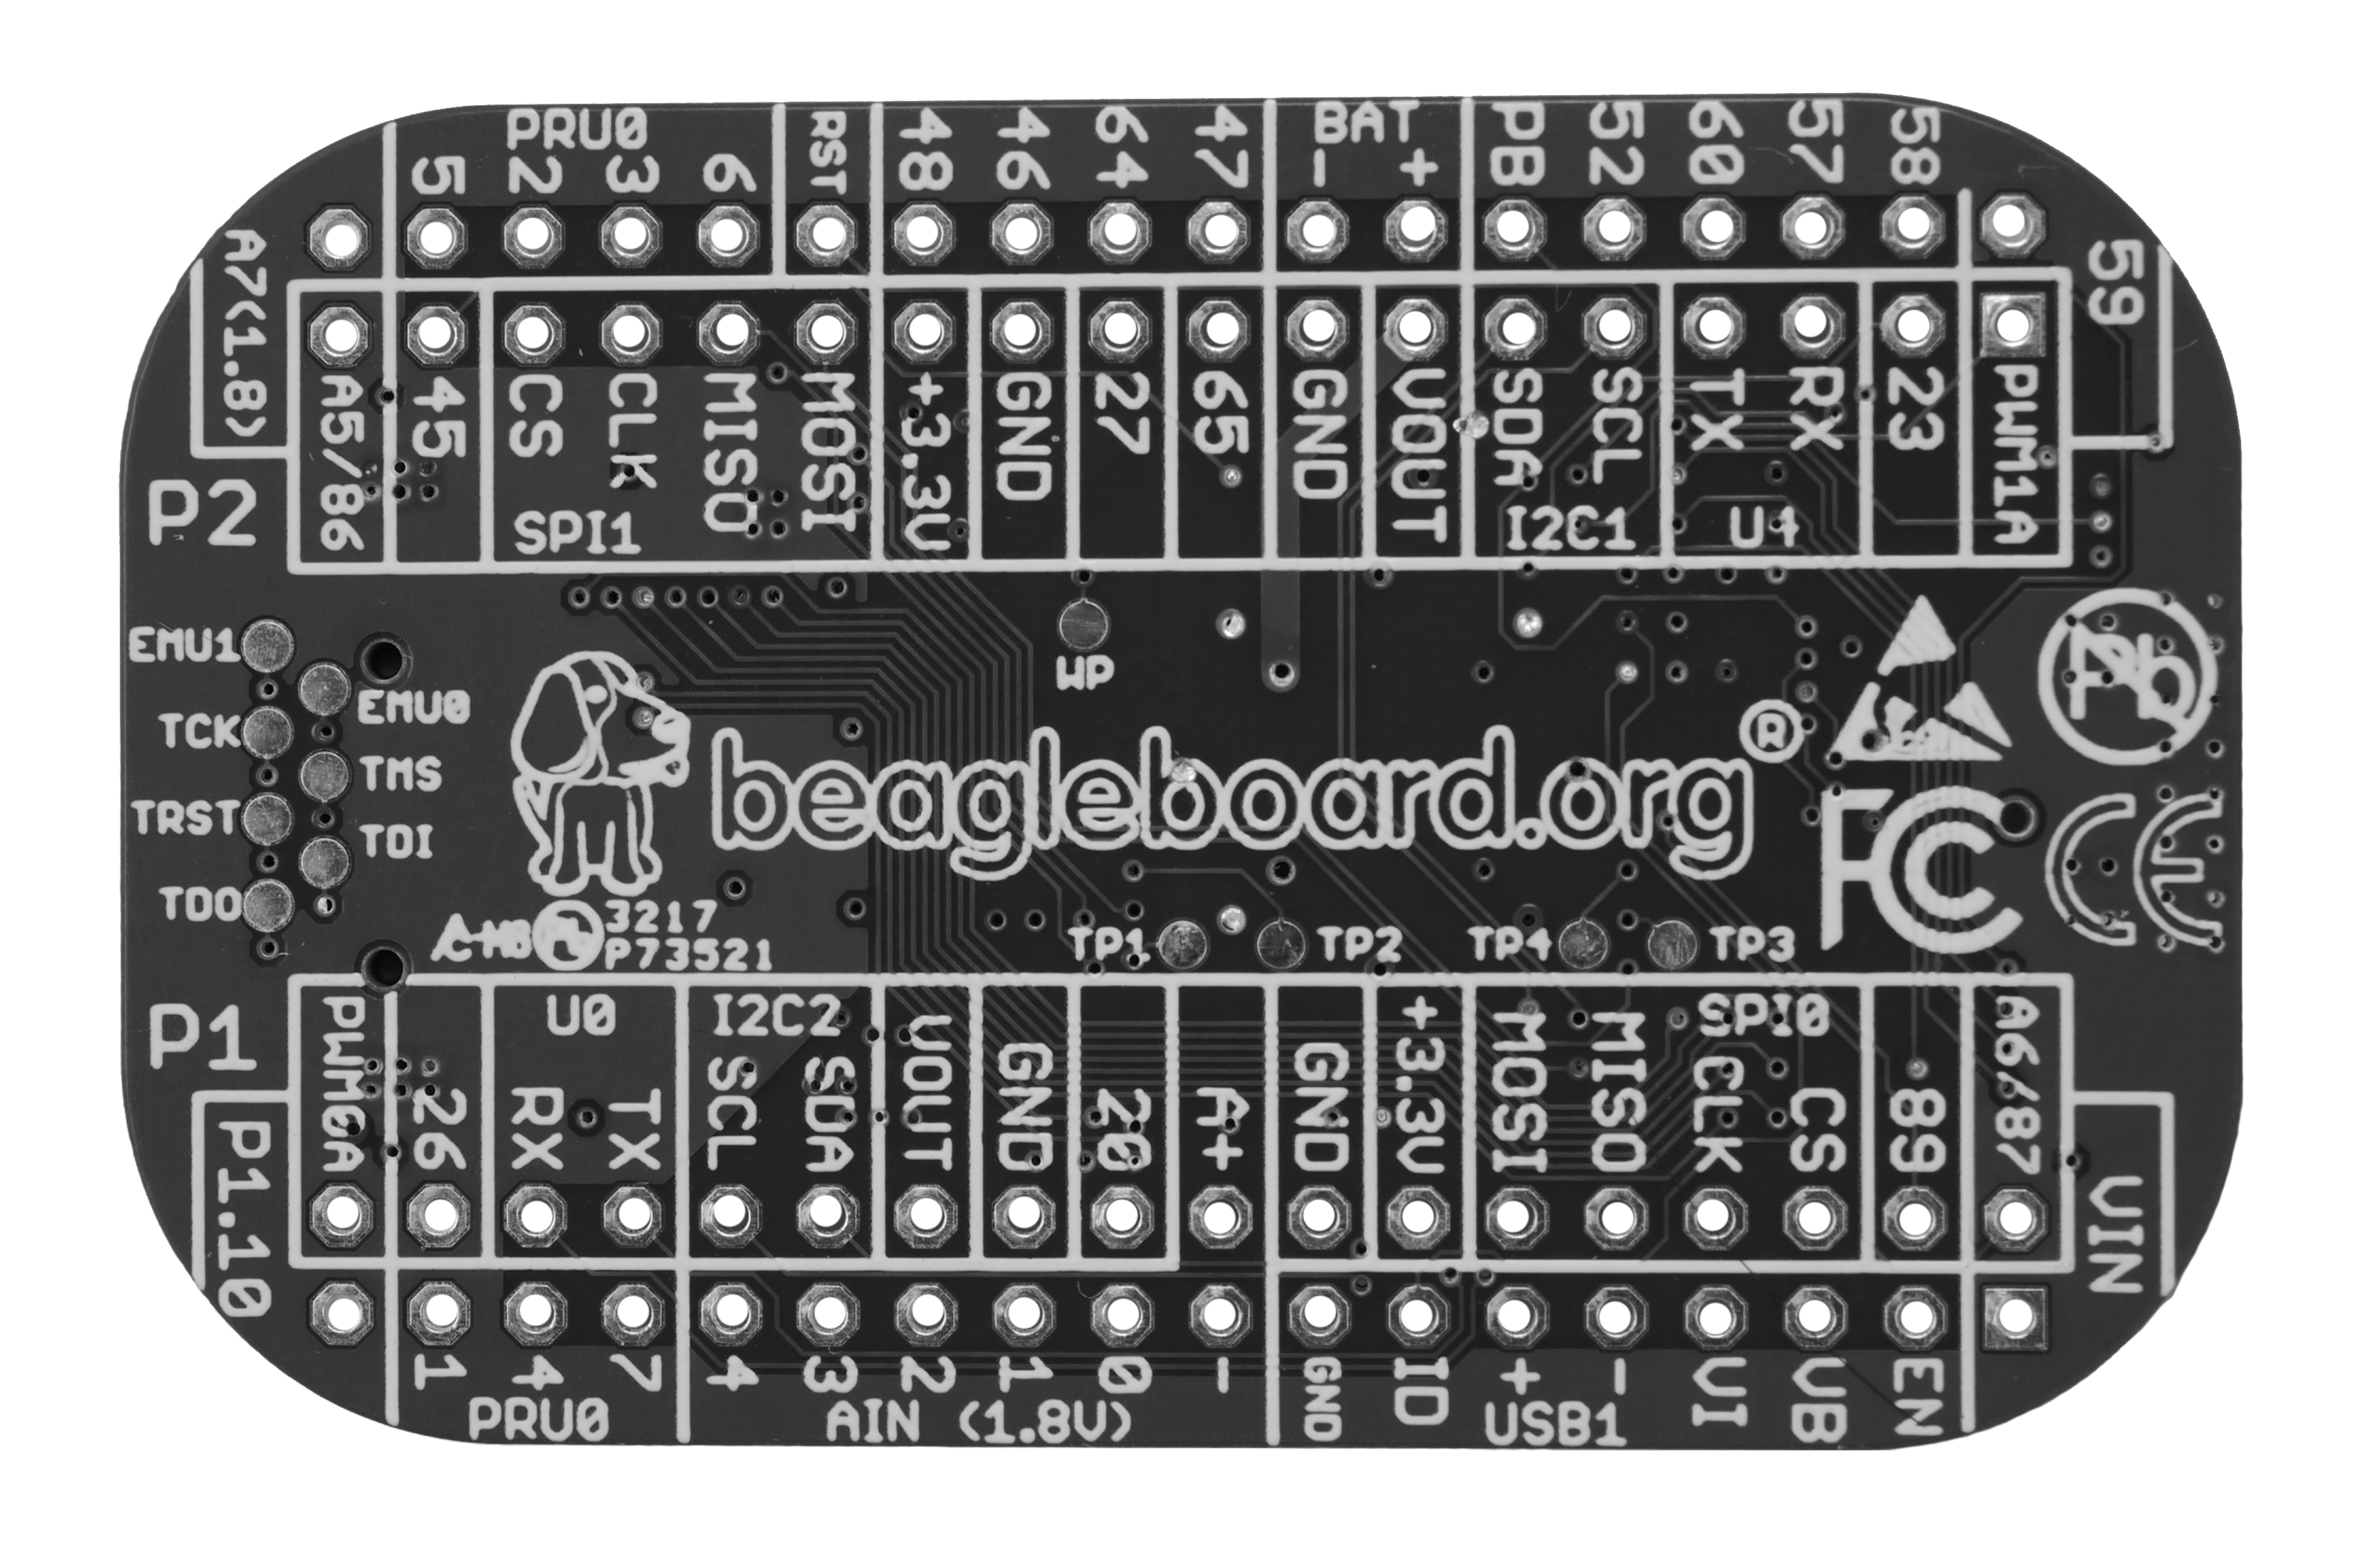 PRU0
BAT
5 2 3 6 RST 48 46 64 47 - + PB 52 60 57 58
A7(1.8)
59
A5/86 45 CS CLK MISO MOSI +3.3V GND 27 65 GND VOUT SDA SCL TX RX 23 PWM1A
SPI1
I2C1
U4
P2
EMU1
EMU0
TCK
TMS
TRST
TDI
TDO
WP
beagleboard.org®
Pb
FC
CE
3217
P73521
TP1
TP2
TP4
TP3
P1
U0
I2C2
SPI0
PWM0A 26 RX TX SCL SDA VOUT GND 20 A+ GND +3.3V MOSI MISO CLK CS 89 A6/87
P1.10
VIN
1 4 7 4 3 2 1 0 - GND ID + - VI VB EN
PRU0
AIN (1.8V)
USB1